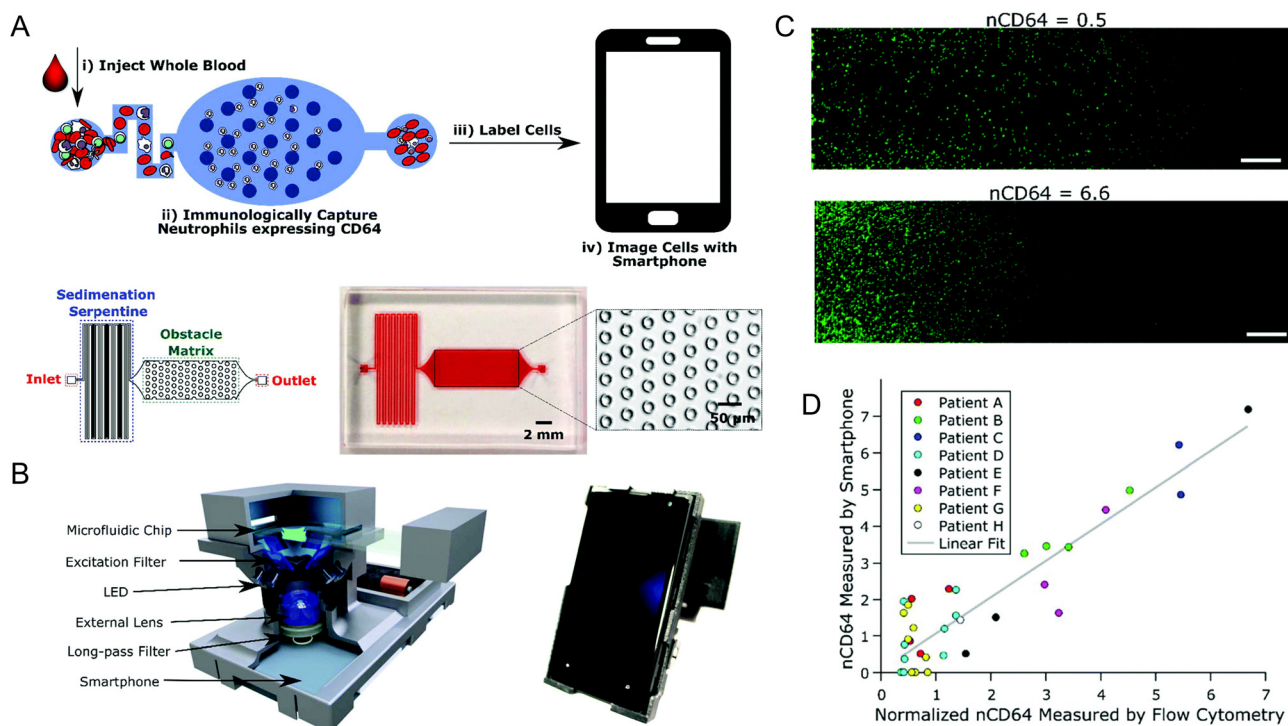 A
i) Inject Whole Blood
ii) Immunologically Capture
Neutrophils expressing CD64
iii) Label Cells
iv) Image Cells with
Smartphone
Sedimenation
Serpentine
Obstacle
Matrix
Inlet
Outlet
2 mm
50 µm
B
Microfluidic Chip
Excitation Filter
LED
External Lens
Long-pass Filter
Smartphone
C
nCD64 = 0.5
nCD64 = 6.6
D
nCD64 Measured by Smartphone
7
6
5
4
3
2
1
0
Patient A
Patient B
Patient C
Patient D
Patient E
Patient F
Patient G
Patient H
Linear Fit
0 1 2 3 4 5 6 7
Normalized nCD64 Measured by Flow Cytometry